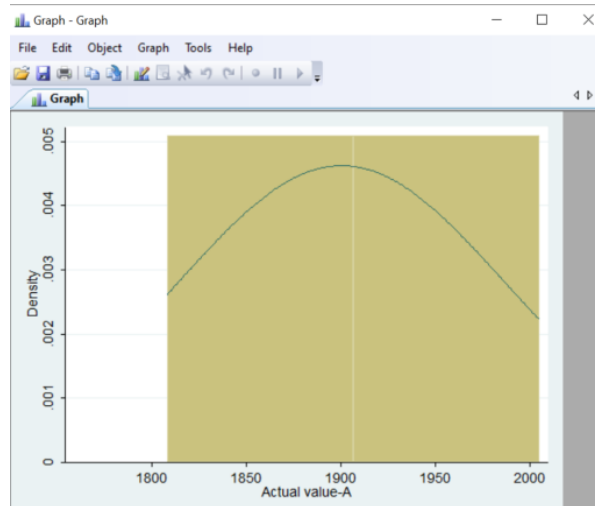 Graph - Graph
File Edit Object Graph Tools Help
Graph
.005
.004
.003
.002
.001
0
Density
1800 1850 1900 1950 2000
Actual value-A